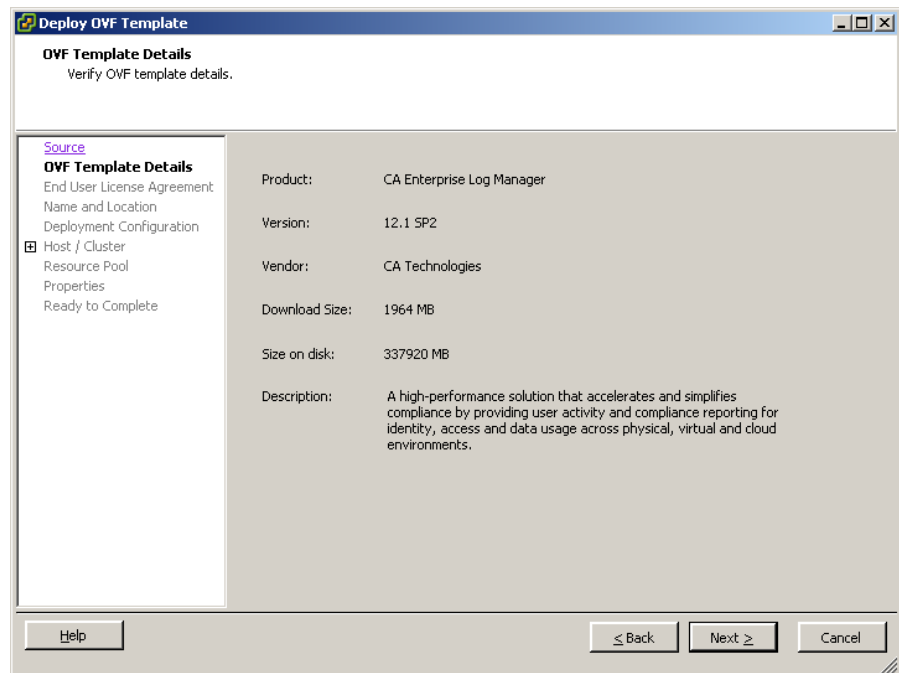 Deploy OVF Template
OVF Template Details
Verify OVF template details.
Source
OVF Template Details
End User License Agreement
Name and Location
Deployment Configuration
Host / Cluster
Resource Pool
Properties
Ready to Complete
Product: CA Enterprise Log Manager
Version: 12.1 SP2
Vendor: CA Technologies
Download Size: 1964 MB
Size on disk: 337920 MB
Description: A high-performance solution that accelerates and simplifies
compliance by providing user activity and compliance reporting for
identity, access and data usage across physical, virtual and cloud
environments.
Help
< Back
Next >
Cancel